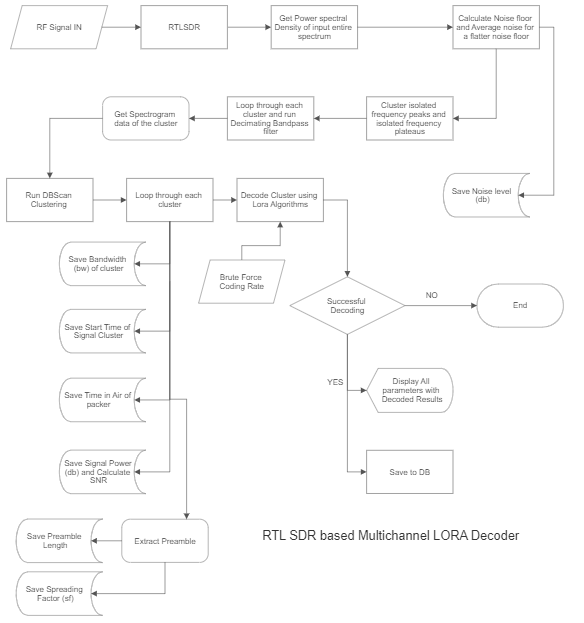 RF Signal IN
RTLSDR
Get Power spectral
Density of input entire
spectrum
Calculate Noise floor
and Average noise for
a flatter noise floor
Get Spectrogram
data of the cluster
Loop through each
cluster and run
Decimating Bandpass
filter
Cluster isolated
frequency peaks and
isolated frequency
plateaus
Run DBScan
Clustering
Loop through each
cluster
Decode Cluster using
Lora Algorithms
Save Noise level
(db)
Save Bandwidth
(bw) of cluster
Brute Force
Coding Rate
Successful
Decoding
NO
End
Save Start Time of
Signal Cluster
YES
Display All
parameters with
Decoded Results
Save Time in Air of
packer
Save Signal Power
(db) and Calculate
SNR
Save to DB
Save Preamble
Length
Extract Preamble
RTL SDR based Multichannel LORA Decoder
Save Spreading
Factor (sf)